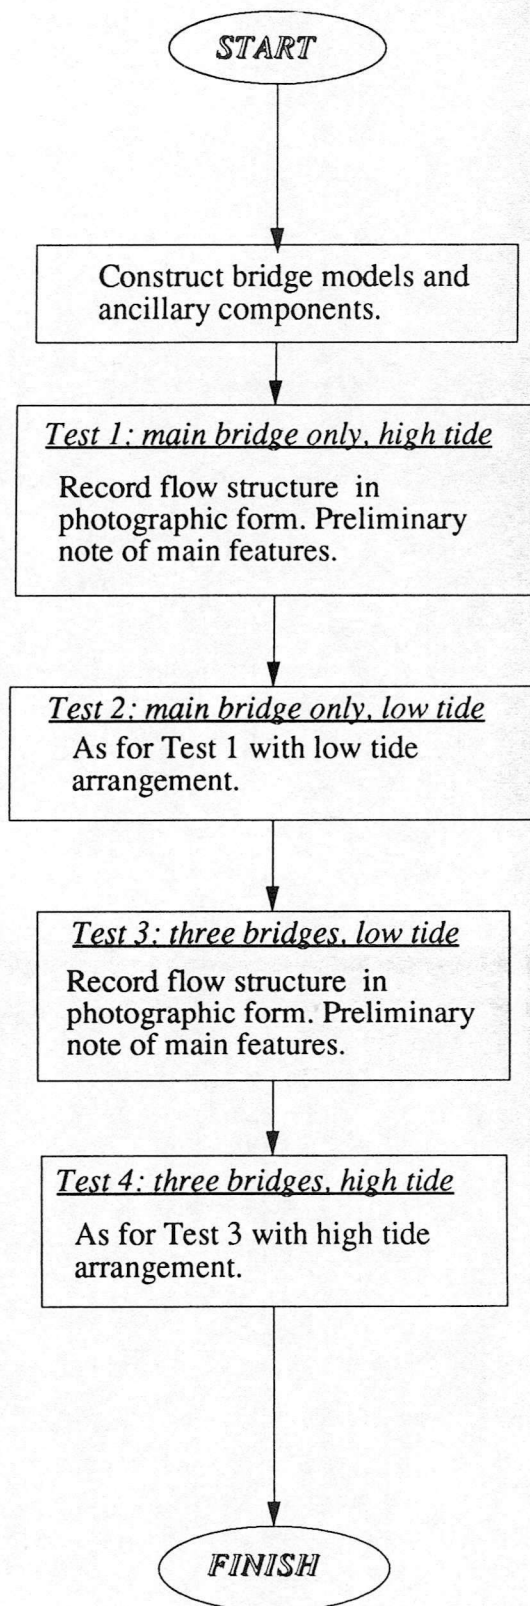 START
Construct bridge models and
ancillary components.
Test 1: main bridge only, high tide
Record flow structure in
photographic form. Preliminary
note of main features.
Test 2: main bridge only, low tide
As for Test 1 with low tide
arrangement.
Test 3: three bridges, low tide
Record flow structure in
photographic form. Preliminary
note of main features.
Test 4: three bridges, high tide
As for Test 3 with high tide
arrangement.
FINISH